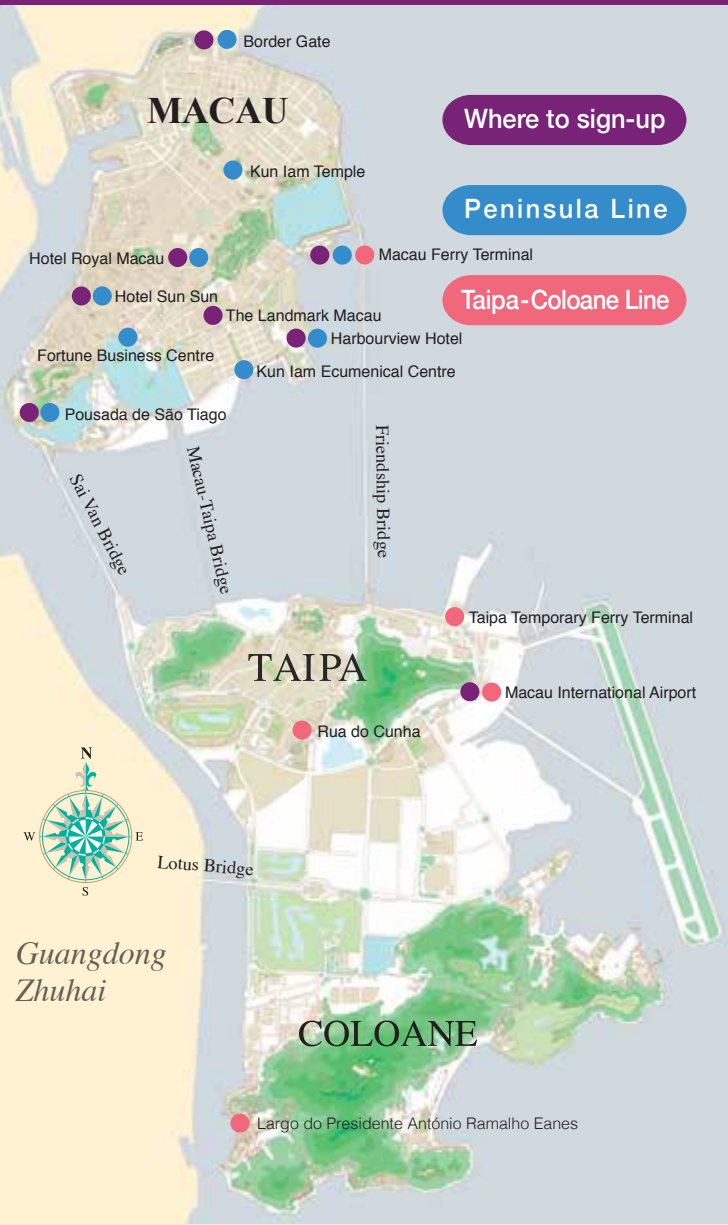 Border Gate
MACAU
Where to sign-up
Kun Iam Temple
Peninsula Line
Hotel Royal Macau
Macau Ferry Terminal
Hotel Sun Sun
Taipa-Coloane Line
The Landmark Macau
Harbourview Hotel
Fortune Business Centre
Kun Iam Ecumenical Centre
Pousada de São Tiago
Sai Van Bridge
Macau-Taipa Bridge
Friendship Bridge
Taipa Temporary Ferry Terminal
TAIPA
Macau International Airport
Rua do Cunha
N
W
E
S
Lotus Bridge
Guangdong
Zhuhai
COLOANE
Largo do Presidente António Ramalho Eanes